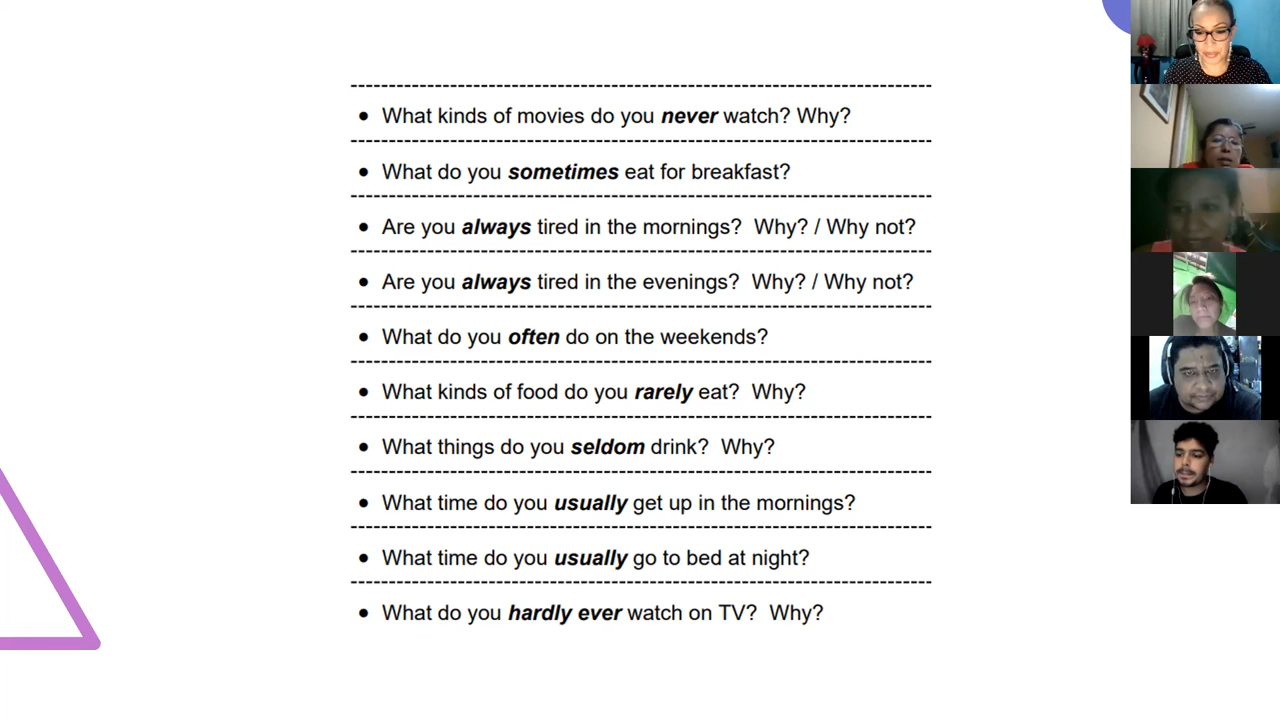 • What kinds of movies do you never watch? Why?
• What do you sometimes eat for breakfast?
• Are you always tired in the mornings?  Why? / Why not?
• Are you always tired in the evenings?  Why? / Why not?
• What do you often do on the weekends?
• What kinds of food do you rarely eat?  Why?
• What things do you seldom drink?  Why?
• What time do you usually get up in the mornings?
• What time do you usually go to bed at night?
• What do you hardly ever watch on TV?  Why?